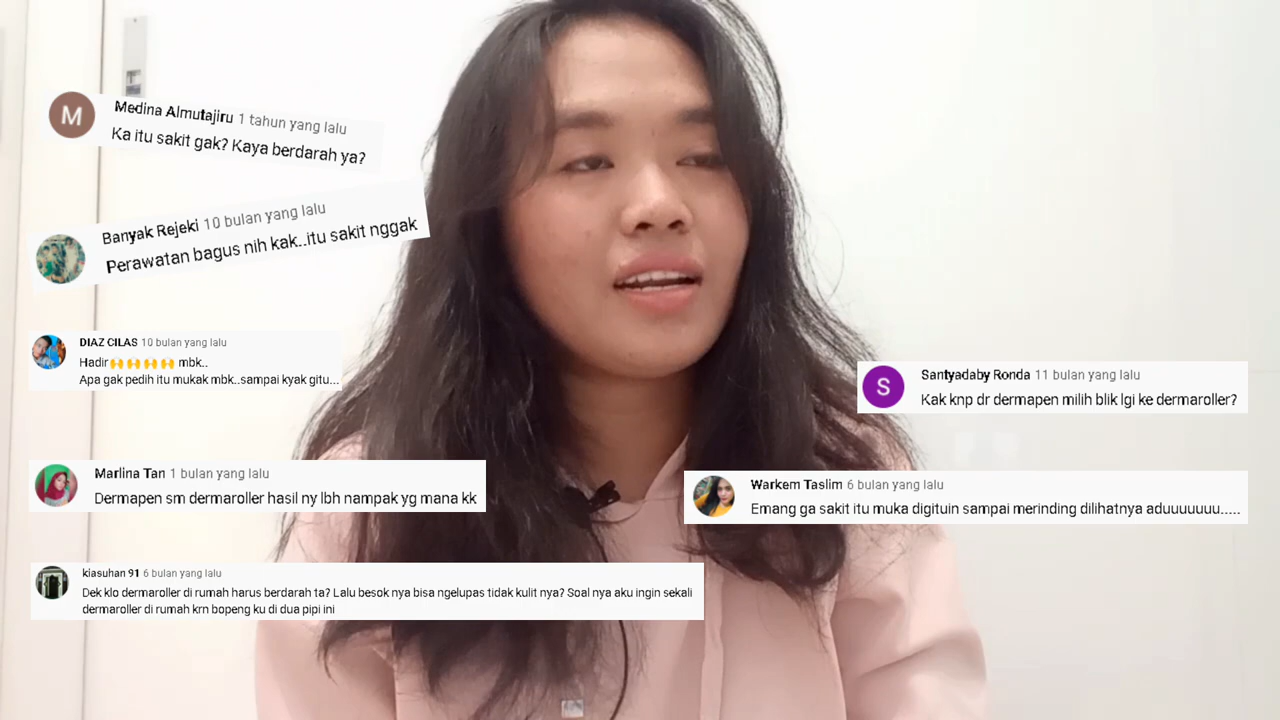 M
Medina Almutajiru 1 tahun yang lalu
Ka itu sakit gak? Kaya berdarah ya?
Banyak Rejeki 10 bulan yang lalu
Perawatan bagus nih kak..itu sakit nggak
DIAZ CILAS 10 bulan yang lalu
Hadir🙌🙌🙌🙌 mbk..
Apa gak pedih itu mukak mbk..sampai kyak gitu...
S
Santyadaby Ronda 11 bulan yang lalu
Kak knp dr dermapen milih blik lgi ke dermaroller?
Marlina Tan 1 bulan yang lalu
Dermapen sm dermaroller hasil ny lbh nampak yg mana kk
Warkem Taslim 6 bulan yang lalu
Emang ga sakit itu muka digituin sampai merinding dilihatnya aduuuuuuu.....
kiasuhan 91 6 bulan yang lalu
Dek klo dermaroller di rumah harus berdarah ta? Lalu besok nya bisa ngelupas tidak kulit nya? Soal nya aku ingin sekali
dermaroller di rumah krn bopeng ku di dua pipi ini